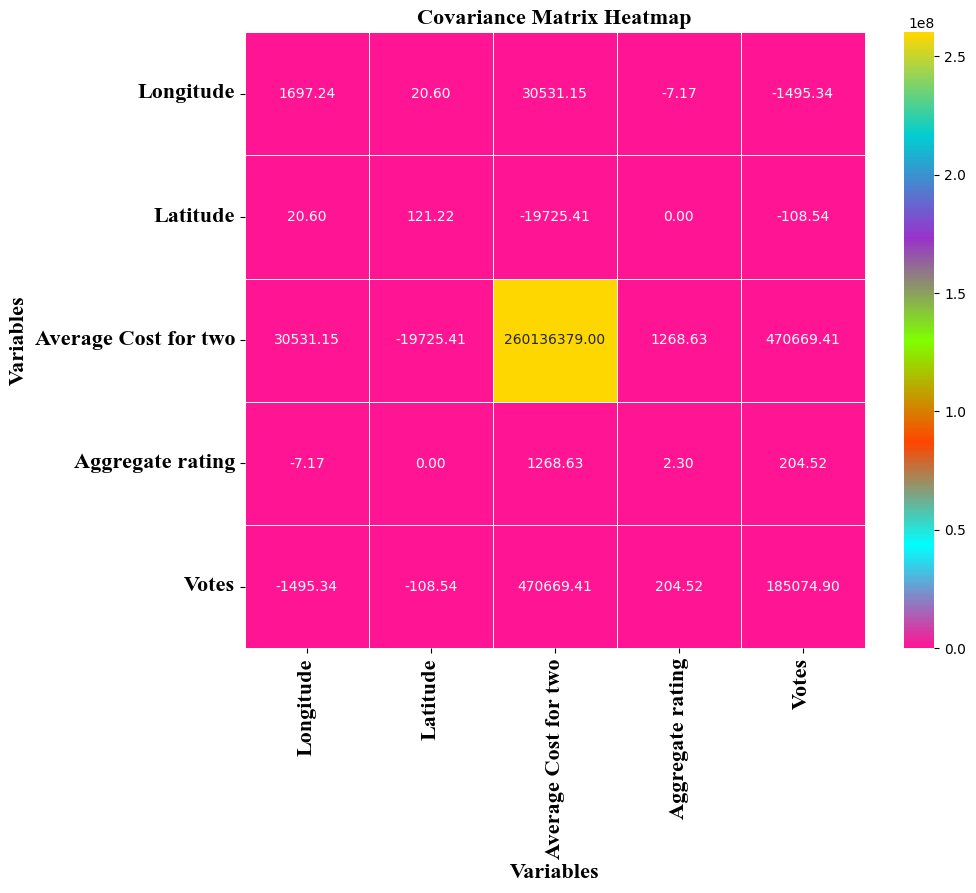 Covariance Matrix Heatmap
1e8
Longitude 1697.24 20.60 30531.15 -7.17 -1495.34
Latitude 20.60 121.22 -19725.41 0.00 -108.54
Average Cost for two 30531.15 -19725.41 260136379.00 1268.63 470669.41
Aggregate rating -7.17 0.00 1268.63 2.30 204.52
Votes -1495.34 -108.54 470669.41 204.52 185074.90
Variables
Longitude
Latitude
Average Cost for two
Aggregate rating
Votes
Variables
2.5
2.0
1.5
1.0
0.5
0.0